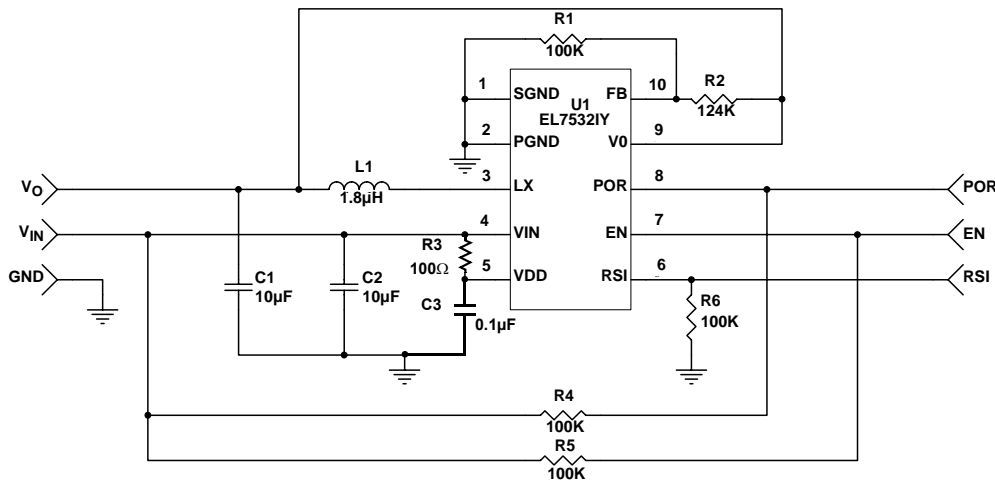 R1
100K
1
SGND
U1
EL7532IY
FB
10
R2
124K
2
PGND
V0
9
L1
1.8µH
VO
3
LX
POR
8
POR
VIN
4
VIN
EN
7
EN
R3
100Ω
GND
5
VDD
RSI
6
RSI
C1
10µF
C2
10µF
C3
0.1µF
R6
100K
R4
100K
R5
100K